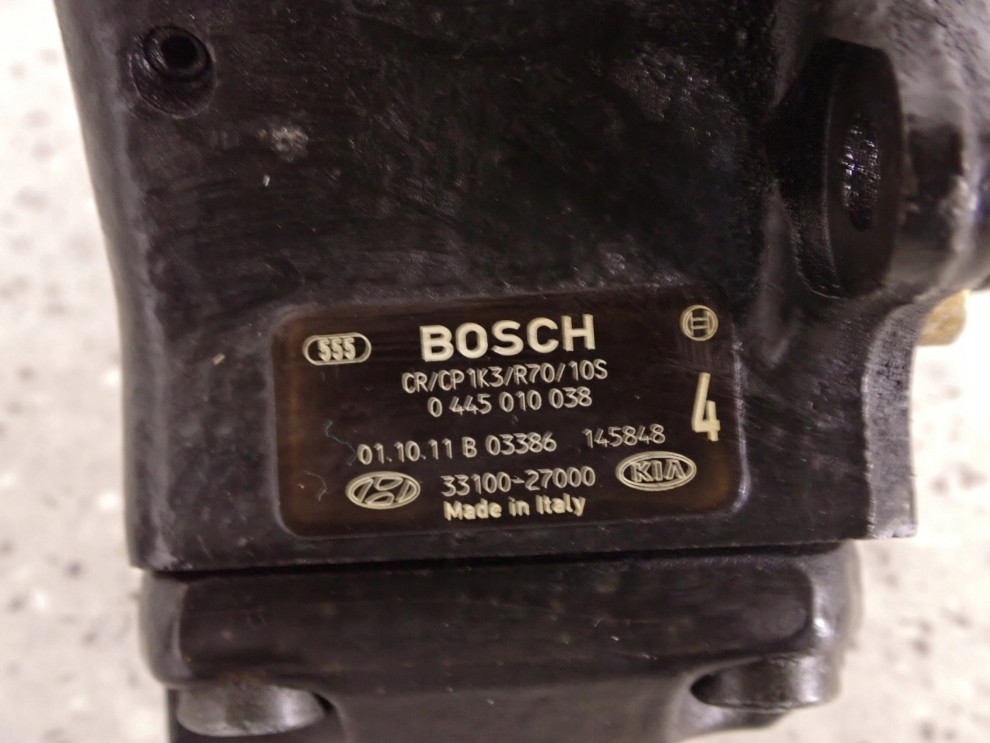 555 BOSCH
CR/CP1K3/R70/10S
0 445 010 038
4
01.10.11 B 03386 145848
33100-27000 KIA
Made in Italy